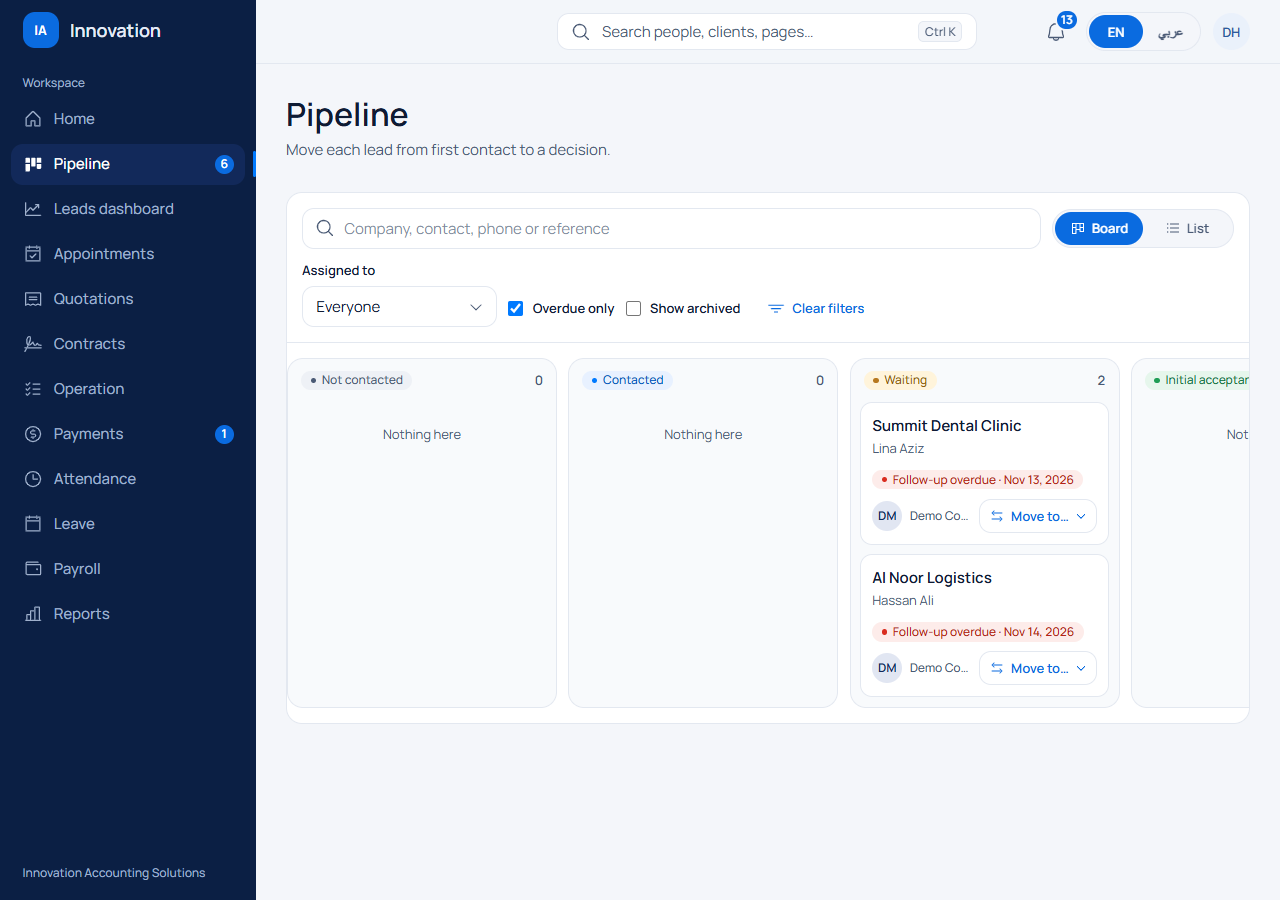 IA Innovation
Search people, clients, pages... Ctrl K
13
EN عربي DH
Workspace
Home
Pipeline 6
Leads dashboard
Appointments
Quotations
Contracts
Operation
Payments 1
Attendance
Leave
Payroll
Reports
Innovation Accounting Solutions
Pipeline
Move each lead from first contact to a decision.
Company, contact, phone or reference
Board List
Assigned to
Everyone Overdue only Show archived Clear filters
Not contacted 0
Nothing here
Contacted 0
Nothing here
Waiting 2
Summit Dental Clinic
Lina Aziz
Follow-up overdue · Nov 13, 2026
DM Demo Co... Move to...
Al Noor Logistics
Hassan Ali
Follow-up overdue · Nov 14, 2026
DM Demo Co... Move to...
Initial acceptan
Not